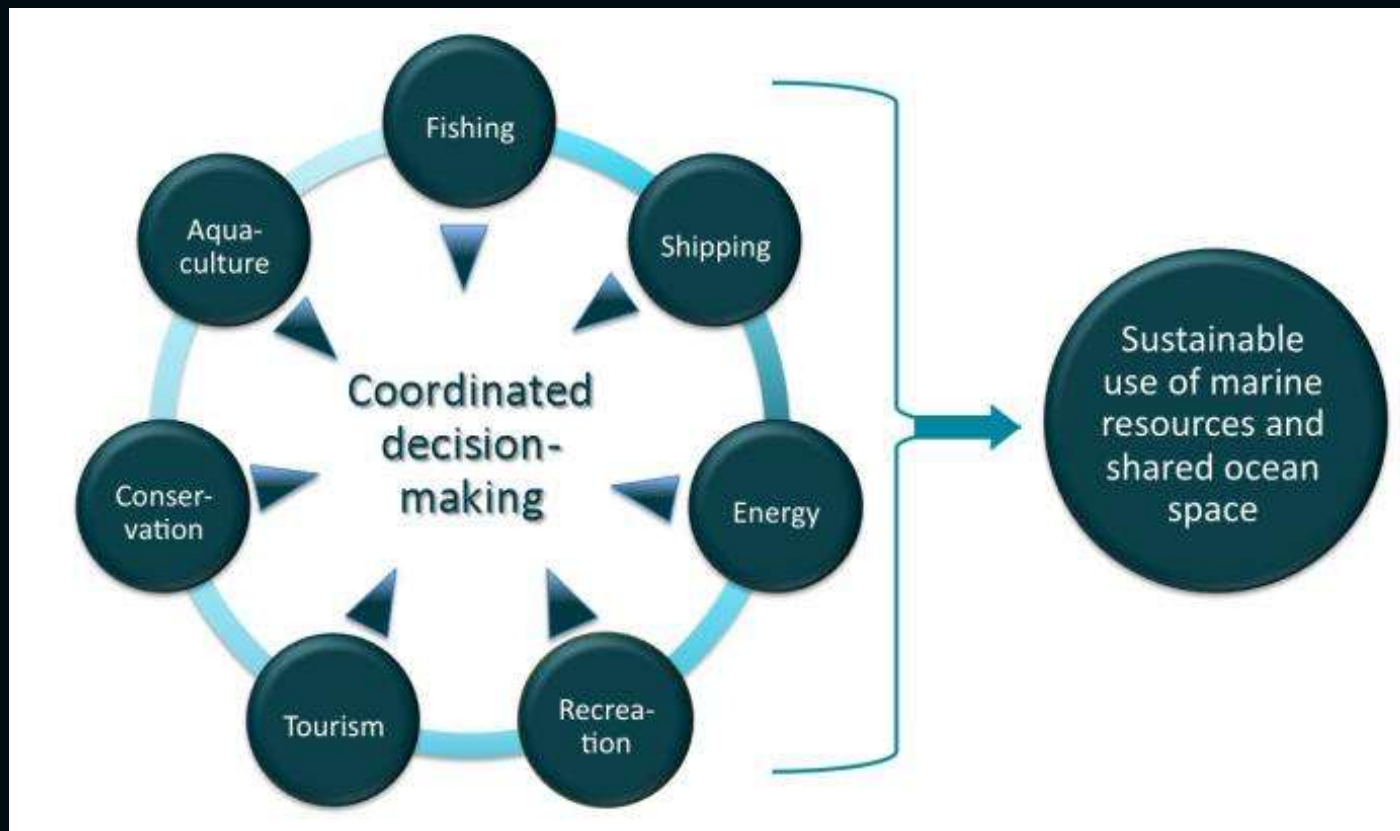 Fishing
Shipping
Energy
Recrea-
tion
Tourism
Conser-
vation
Aqua-
culture
Coordinated
decision-
making
Sustainable
use of marine
resources and
shared ocean
space